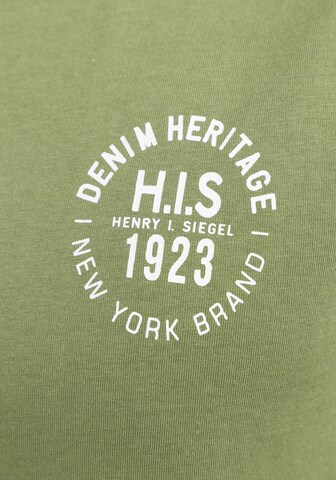 DENIM HERITAGE
H.I.S
HENRY I. SIEGEL
1923
NEW YORK BRAND